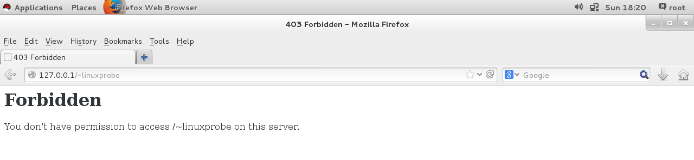 Applications Places Firefox Web Browser Sun 18:20 root
403 Forbidden - Mozilla Firefox
File Edit View History Bookmarks Tools Help
403 Forbidden
127.0.0.1/~linuxprobe Google
Forbidden
You don't have permission to access /~linuxprobe on this server.